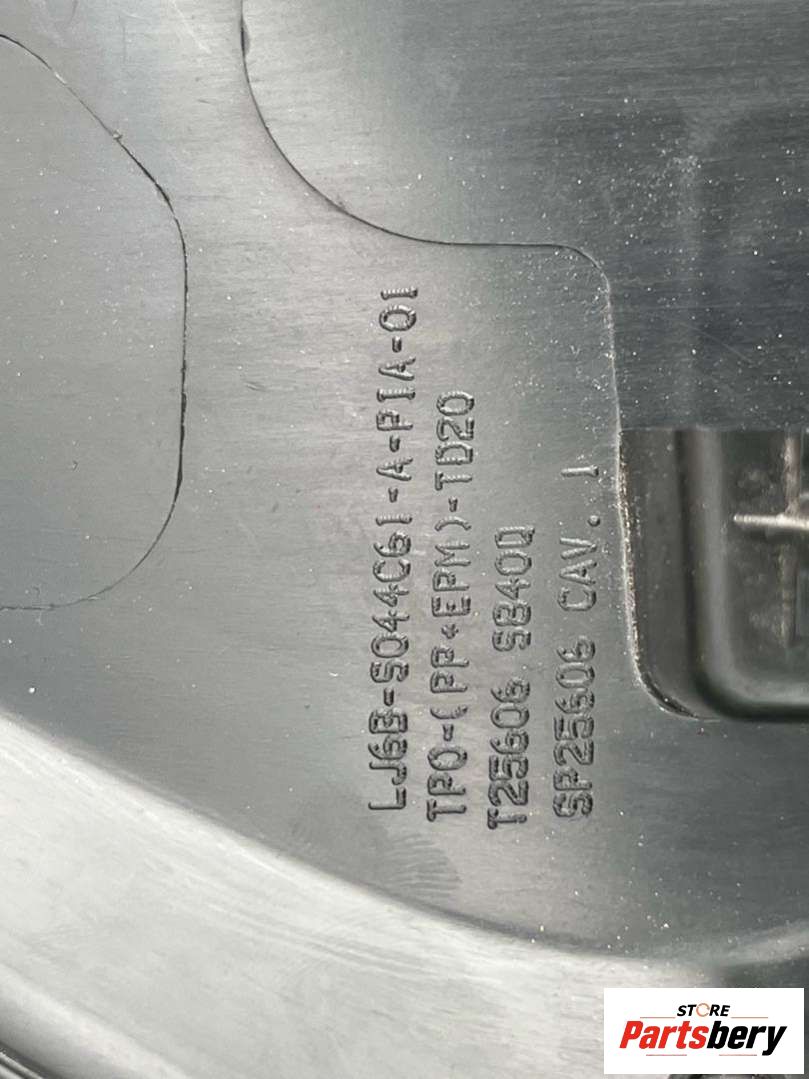 LJ6B-S044C61-A-PIA-01
TPO-(PP+EPM)-TD20
T25606 S840Q
SP25606 CAV. 1
STORE
Partsbery